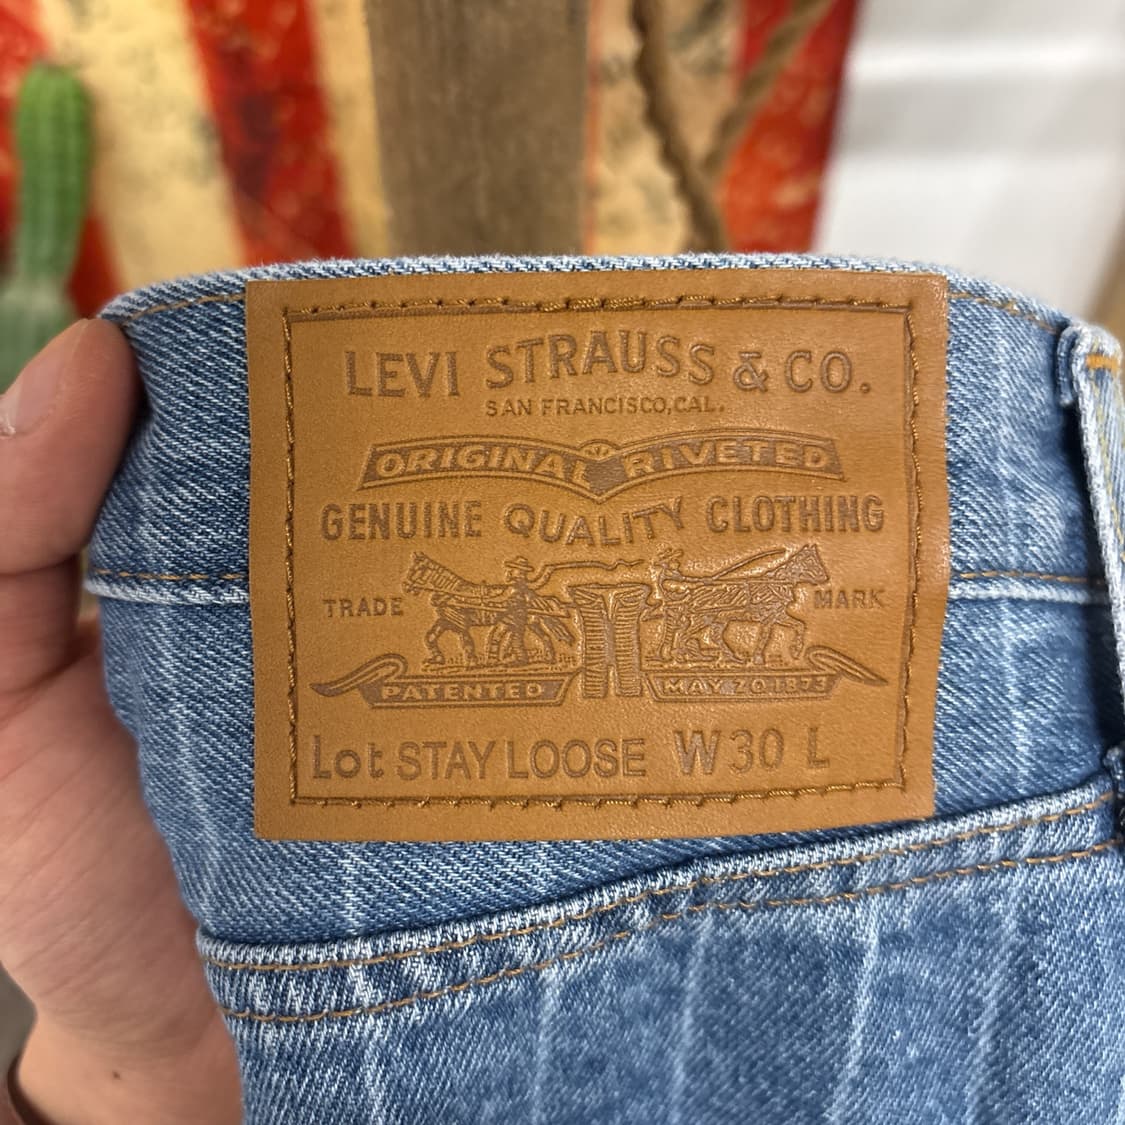 LEVI STRAUSS & CO.
SAN FRANCISCO, CAL.
ORIGINAL RIVETED
GENUINE QUALITY CLOTHING
TRADE MARK
PATENTED MAY 20 1873
Lot STAY LOOSE W 30 L